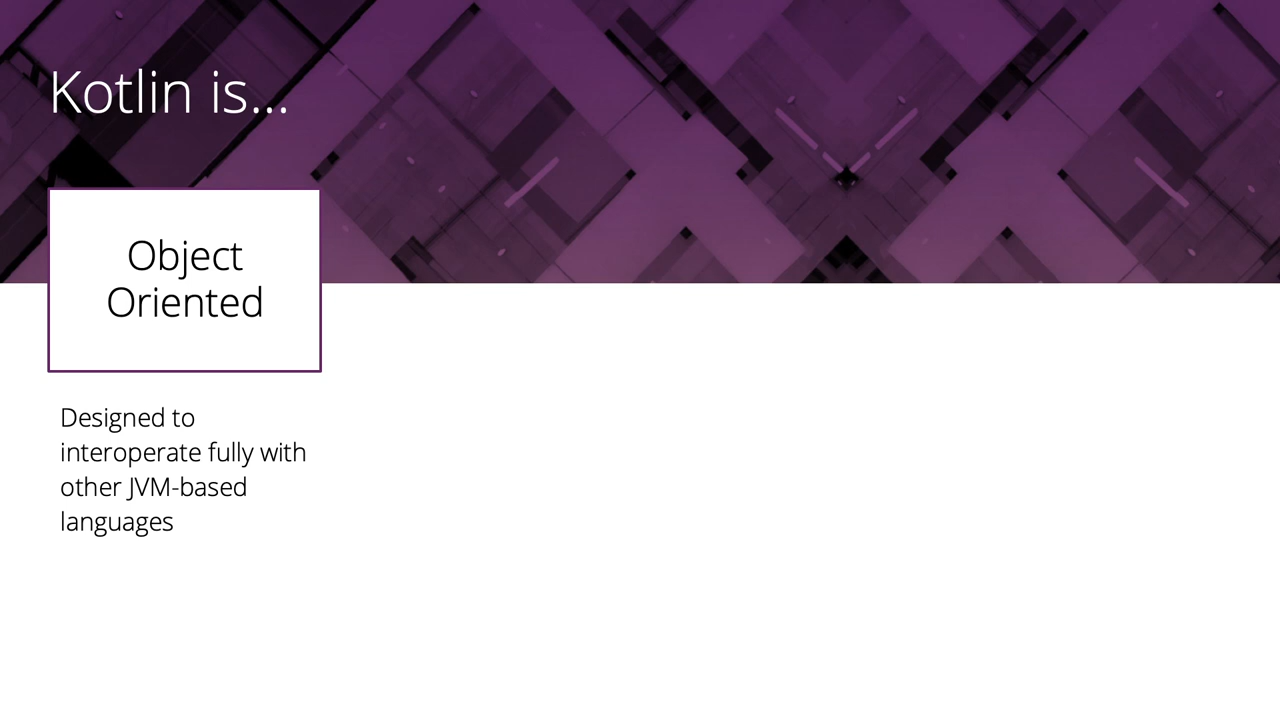 Kotlin is...
Object
Oriented
Designed to
interoperate fully with
other JVM-based
languages